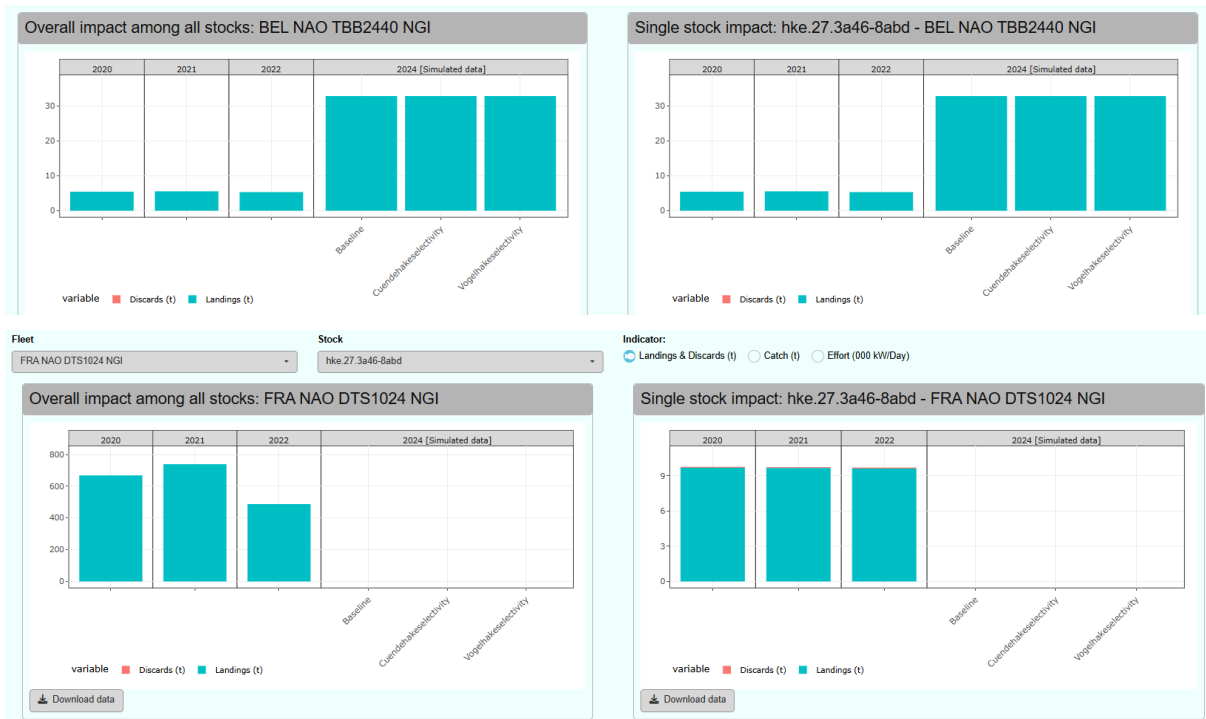 Overall impact among all stocks: BEL NAO TBB2440 NGI
2020 2021 2022 2024 [Simulated data]
30
20
10
0
Baseline
Cuendehakeselectivity
Vogelhakeselectivity
variable Discards (t) Landings (t)
Single stock impact: hke.27.3a46-8abd - BEL NAO TBB2440 NGI
2020 2021 2022 2024 [Simulated data]
30
20
10
0
Baseline
Cuendehakeselectivity
Vogelhakeselectivity
variable Discards (t) Landings (t)
Fleet
FRA NAO DTS1024 NGI
Stock
hke.27.3a46-8abd
Indicator:
Landings & Discards (t) Catch (t) Effort (000 kW/Day)
Overall impact among all stocks: FRA NAO DTS1024 NGI
2020 2021 2022 2024 [Simulated data]
800
600
400
200
0
Baseline
Cuendehakeselectivity
Vogelhakeselectivity
variable Discards (t) Landings (t)
Download data
Single stock impact: hke.27.3a46-8abd - FRA NAO DTS1024 NGI
2020 2021 2022 2024 [Simulated data]
9
6
3
0
Baseline
Cuendehakeselectivity
Vogelhakeselectivity
variable Discards (t) Landings (t)
Download data